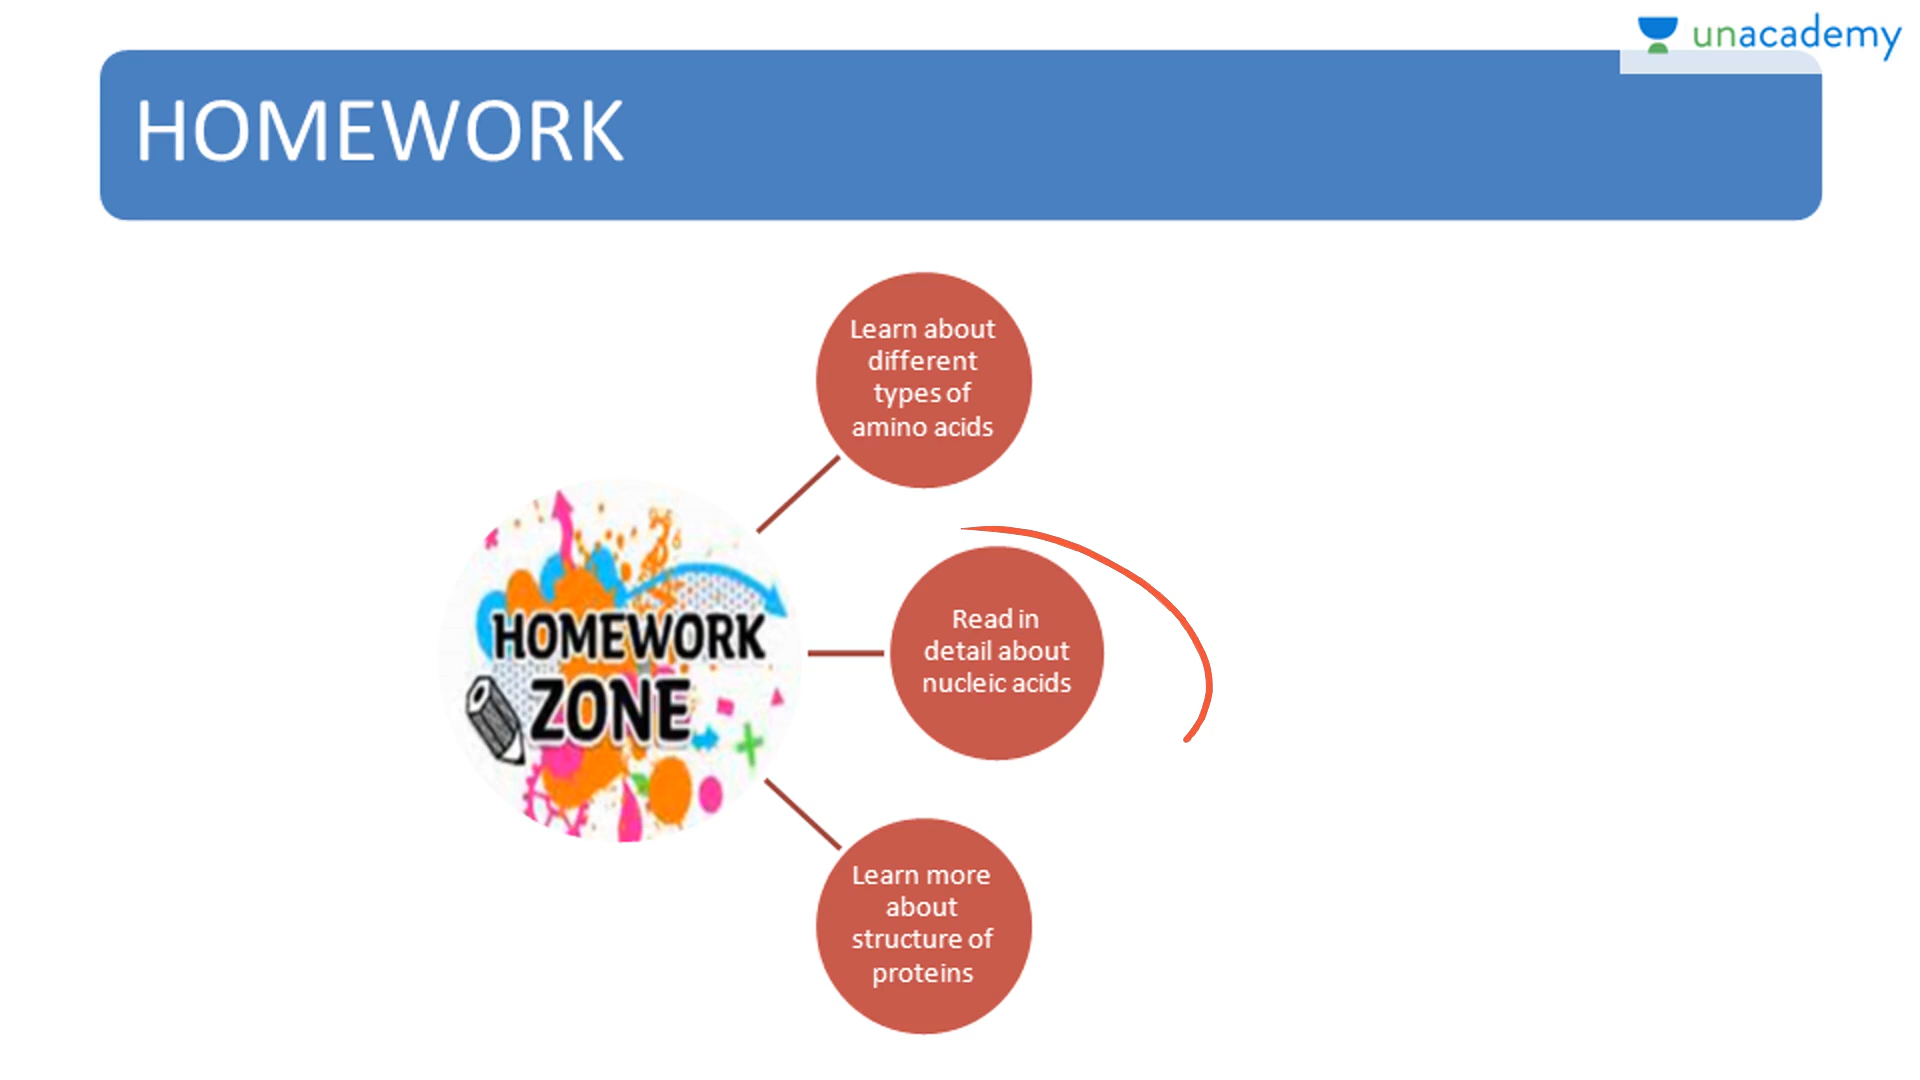 unacademy
HOMEWORK
Learn about
different
types of
amino acids
HOMEWORK
ZONE
Read in
detail about
nucleic acids
Learn more
about
structure of
proteins